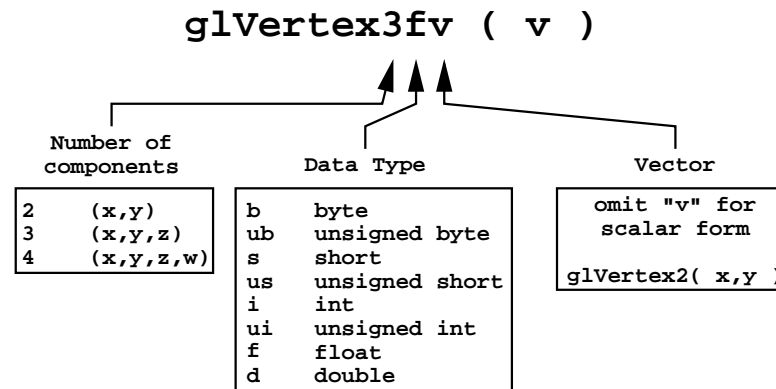 glVertex3fv ( v )
Number of
components
2 (x,y)
3 (x,y,z)
4 (x,y,z,w)
Data Type
b byte
ub unsigned byte
s short
us unsigned short
i int
ui unsigned int
f float
d double
Vector
omit "v" for
scalar form
glVertex2( x,y )